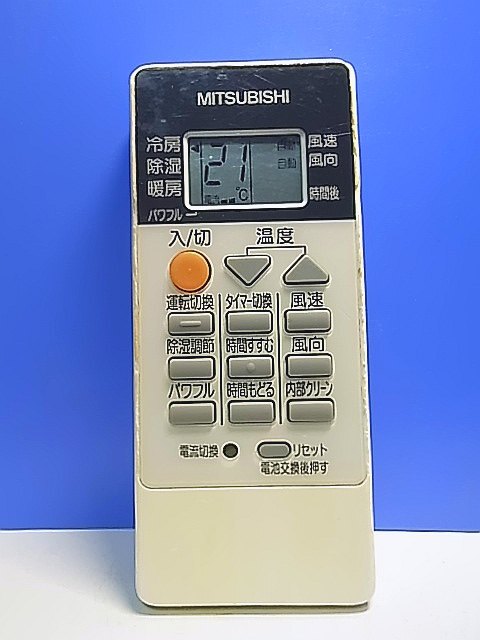 MITSUBISHI
冷房 自動 風速
除湿 21 自動 風向
暖房 ℃ 時間後
パワフル
入/切 温度
運転切換 タイマー切換 風速
除湿調節 時間すすむ 風向
パワフル 時間もどる 内部クリーン
電流切換 リセット
電池交換後押す